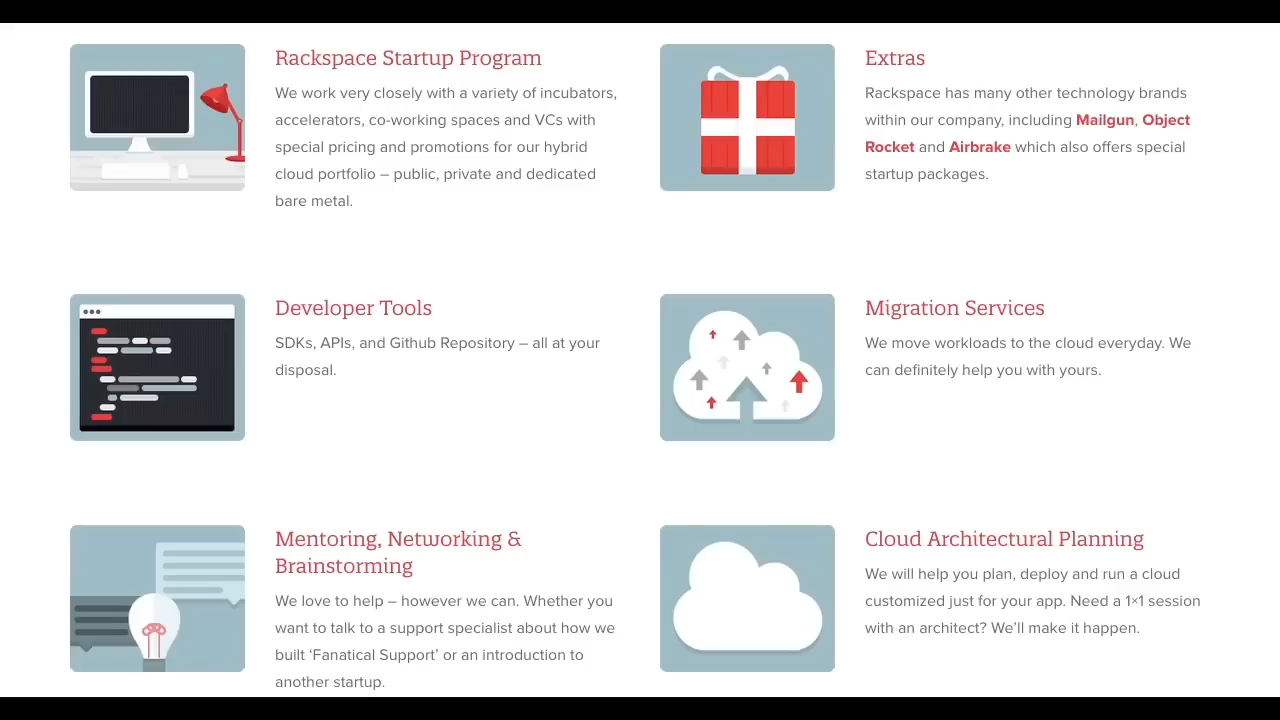 Rackspace Startup Program
We work very closely with a variety of incubators,
accelerators, co-working spaces and VCs with
special pricing and promotions for our hybrid
cloud portfolio – public, private and dedicated
bare metal.
Extras
Rackspace has many other technology brands
within our company, including Mailgun, Object
Rocket and Airbrake which also offers special
startup packages.
Developer Tools
SDKs, APIs, and Github Repository – all at your
disposal.
Migration Services
We move workloads to the cloud everyday. We
can definitely help you with yours.
Mentoring, Networking &
Brainstorming
We love to help – however we can. Whether you
want to talk to a support specialist about how we
built ‘Fanatical Support’ or an introduction to
another startup.
Cloud Architectural Planning
We will help you plan, deploy and run a cloud
customized just for your app. Need a 1×1 session
with an architect? We’ll make it happen.